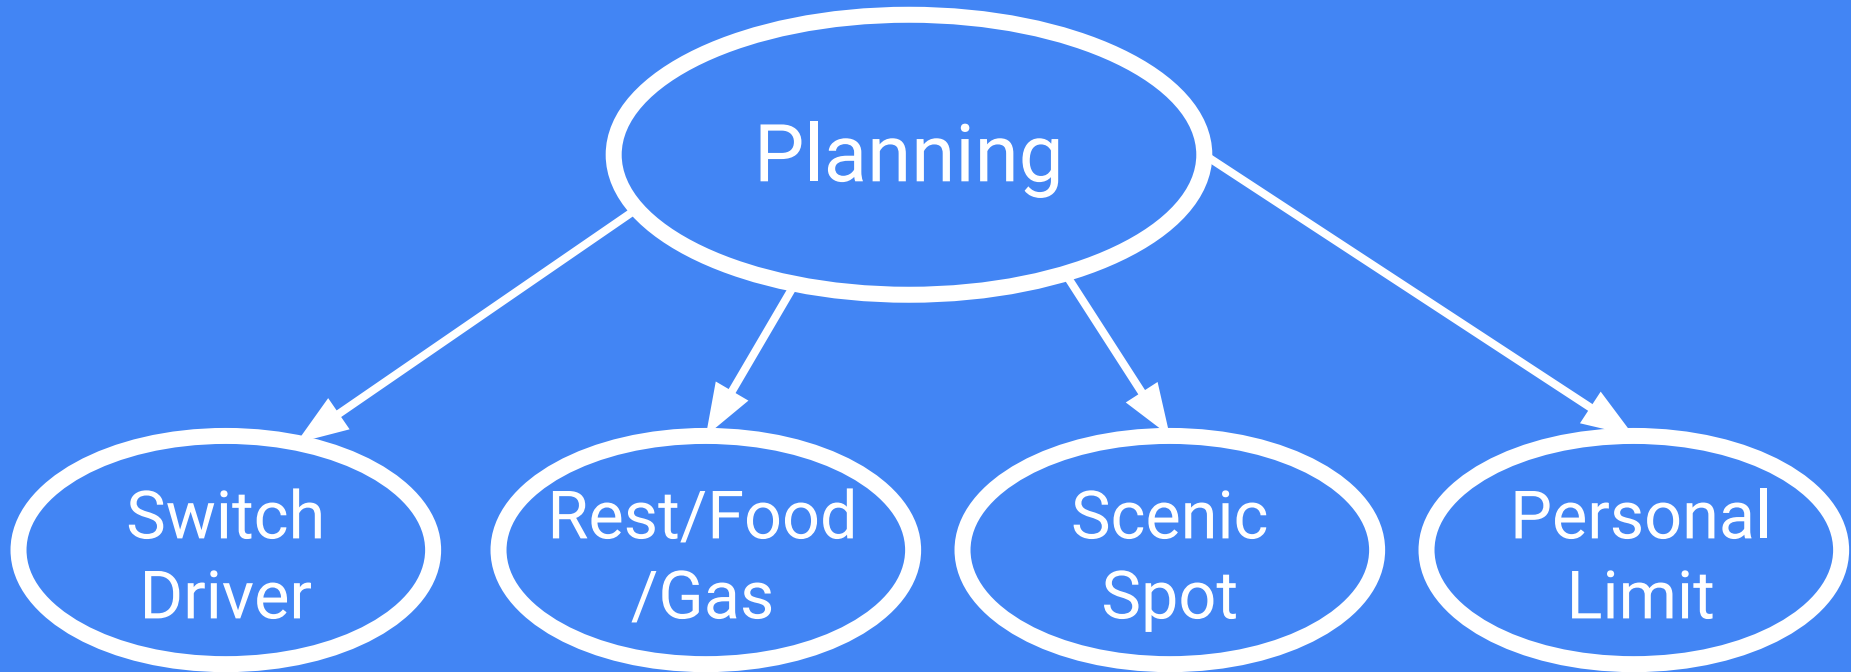 Planning
Switch
Driver
Rest/Food
/Gas
Scenic
Spot
Personal
Limit